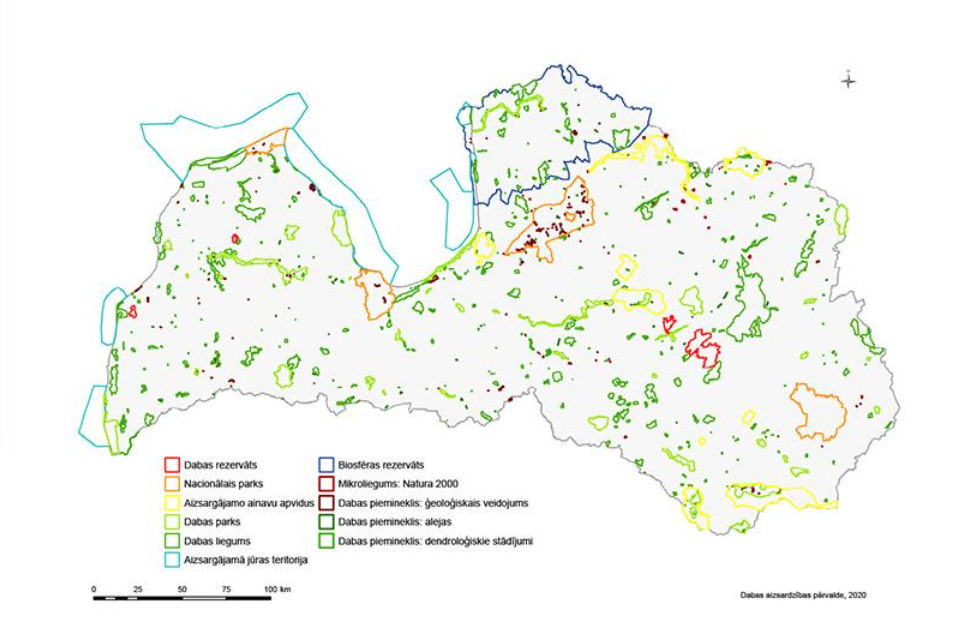 Dabas rezervāts
Nacionālais parks
Aizsargājamo ainavu apvidus
Dabas parks
Dabas liegums
Aizsargājamā jūras teritorija
Biosfēras rezervāts
Mikroliegums: Natura 2000
Dabas piemineklis: ģeoloģiskais veidojums
Dabas piemineklis: alejas
Dabas piemineklis: dendroloģiskie stādījumi
0 25 50 75 100 km
Dabas aizsardzības pārvalde, 2020